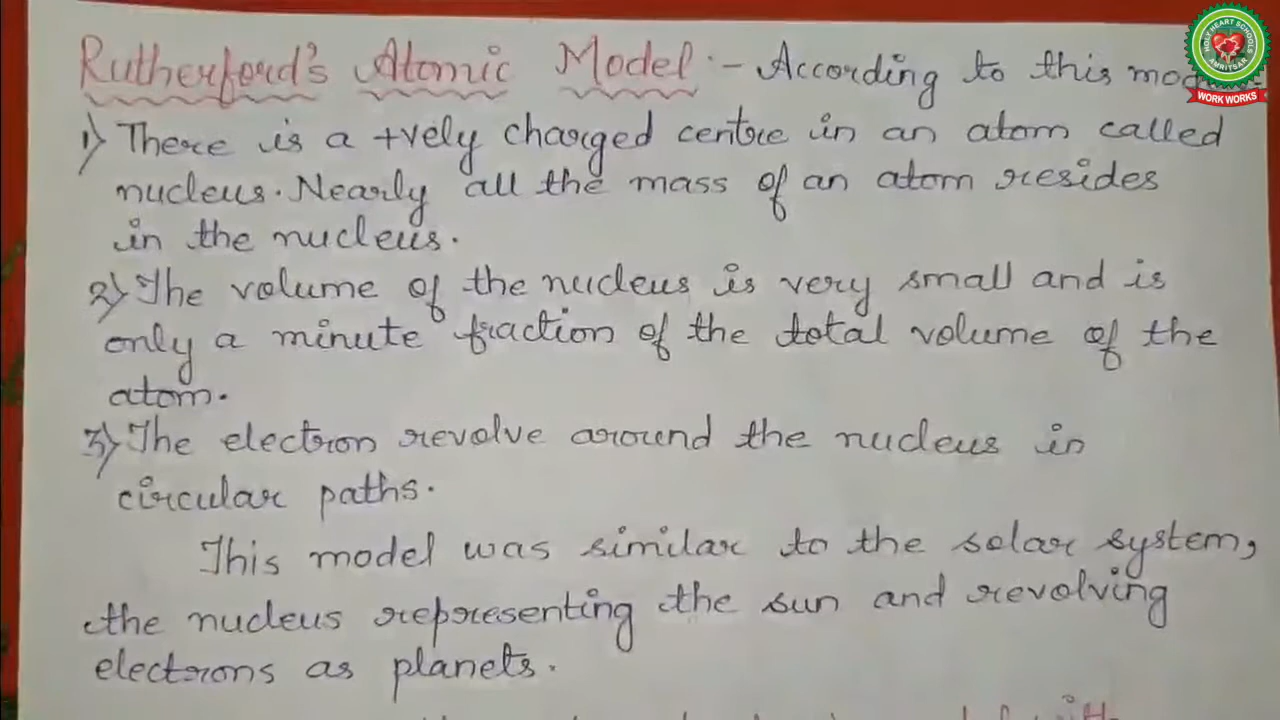 Rutherford's Atomic Model :- According to this
1) There is a +vely charged centre in an atom called
nucleus. Nearly all the mass of an atom resides
in the nucleus.
2) The volume of the nucleus is very small and is
only a minute fraction of the total volume of the
atom.
3) The electron revolve around the nucleus in
circular paths.
This model was similar to the solar system,
the nucleus representing the sun and revolving
electrons as planets.
HOLY HEART SCHOOLS
AMRITSAR
WORK WORKS